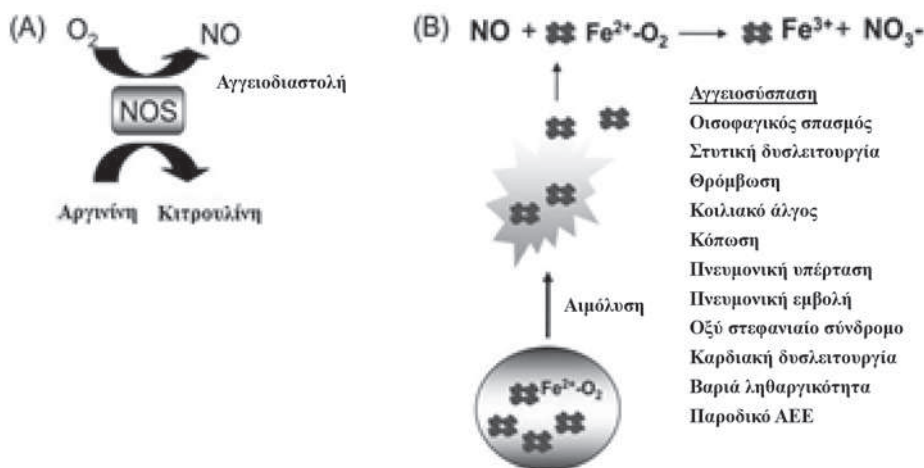 (A)
O₂ NO
Αγγειοδιαστολή
NOS
Αργινίνη Κιτρουλίνη
(B)
NO + Fe²⁺-O₂ → Fe³⁺ + NO₃-
Αγγειοσύσπαση
Οισοφαγικός σπασμός
Στυτική δυσλειτουργία
Θρόμβωση
Κοιλιακό άλγος
Κόπωση
Πνευμονική υπέρταση
Πνευμονική εμβολή
Οξύ στεφανιαίο σύνδρομο
Καρδιακή δυσλειτουργία
Βαριά ληθαργικότητα
Παροδικό ΑΕΕ
Αιμόλυση
Fe²⁺-O₂